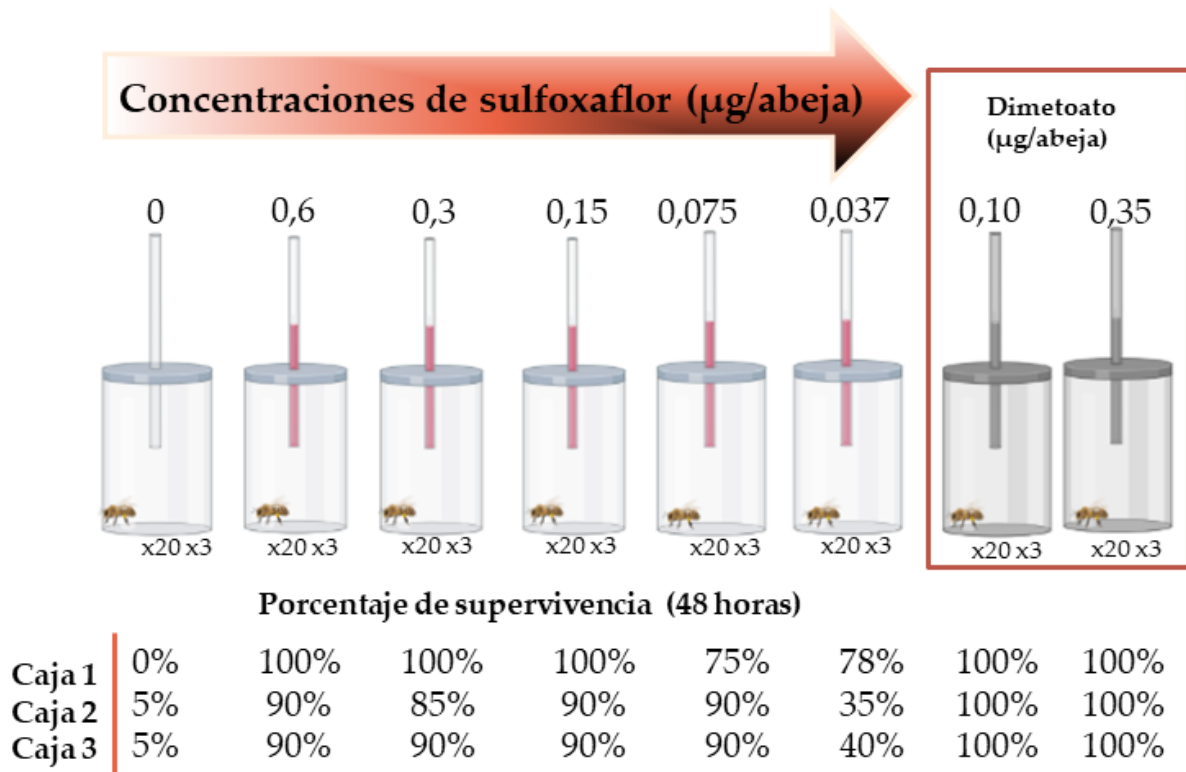 Concentraciones de sulfoxaflor (µg/abeja)
Dimetoato
(µg/abeja)
0 0,6 0,3 0,15 0,075 0,037 0,10 0,35
x20 x3 x20 x3 x20 x3 x20 x3 x20 x3 x20 x3 x20 x3 x20 x3
Porcentaje de supervivencia (48 horas)
Caja 1 0% 100% 100% 100% 75% 78% 100% 100%
Caja 2 5% 90% 85% 90% 90% 35% 100% 100%
Caja 3 5% 90% 90% 90% 90% 40% 100% 100%